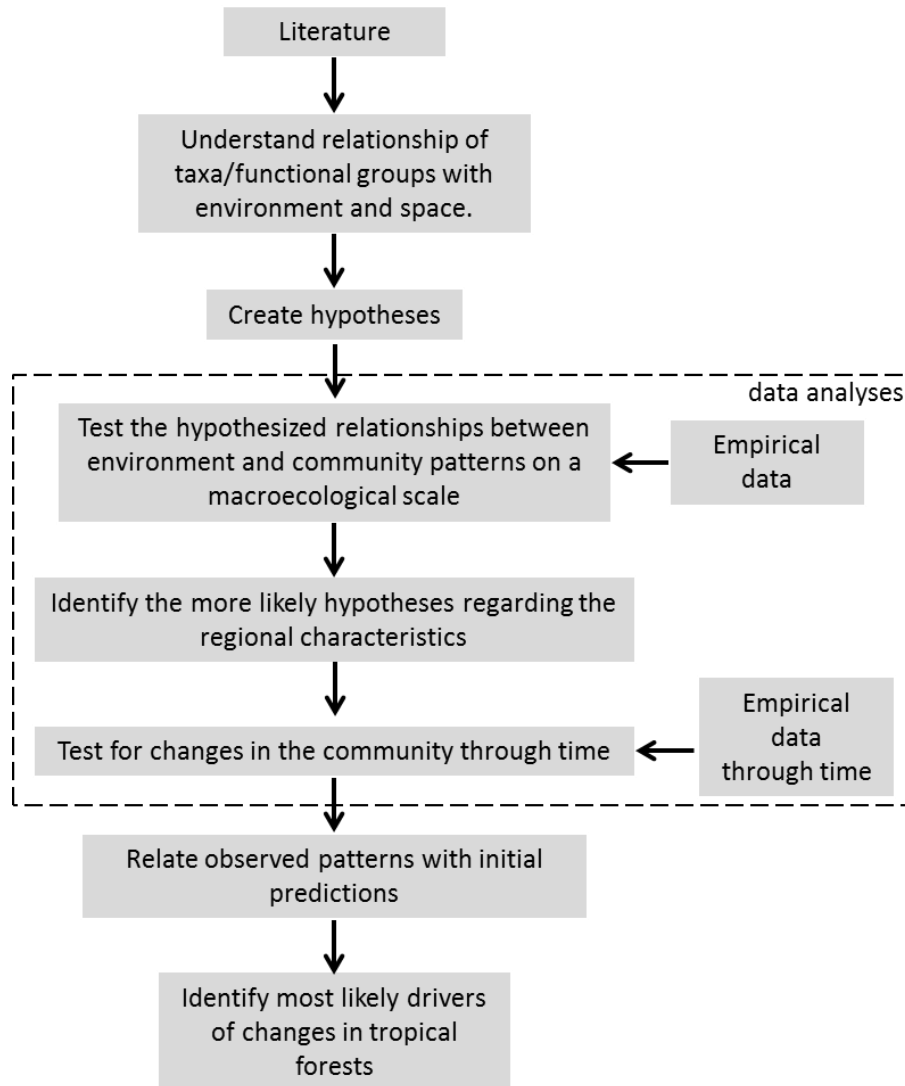 Literature
Understand relationship of
taxa/functional groups with
environment and space.
Create hypotheses
data analyses
Test the hypothesized relationships between
environment and community patterns on a
macroecological scale
Empirical
data
Identify the more likely hypotheses regarding the
regional characteristics
Test for changes in the community through time
Empirical
data
through time
Relate observed patterns with initial
predictions
Identify most likely drivers
of changes in tropical
forests